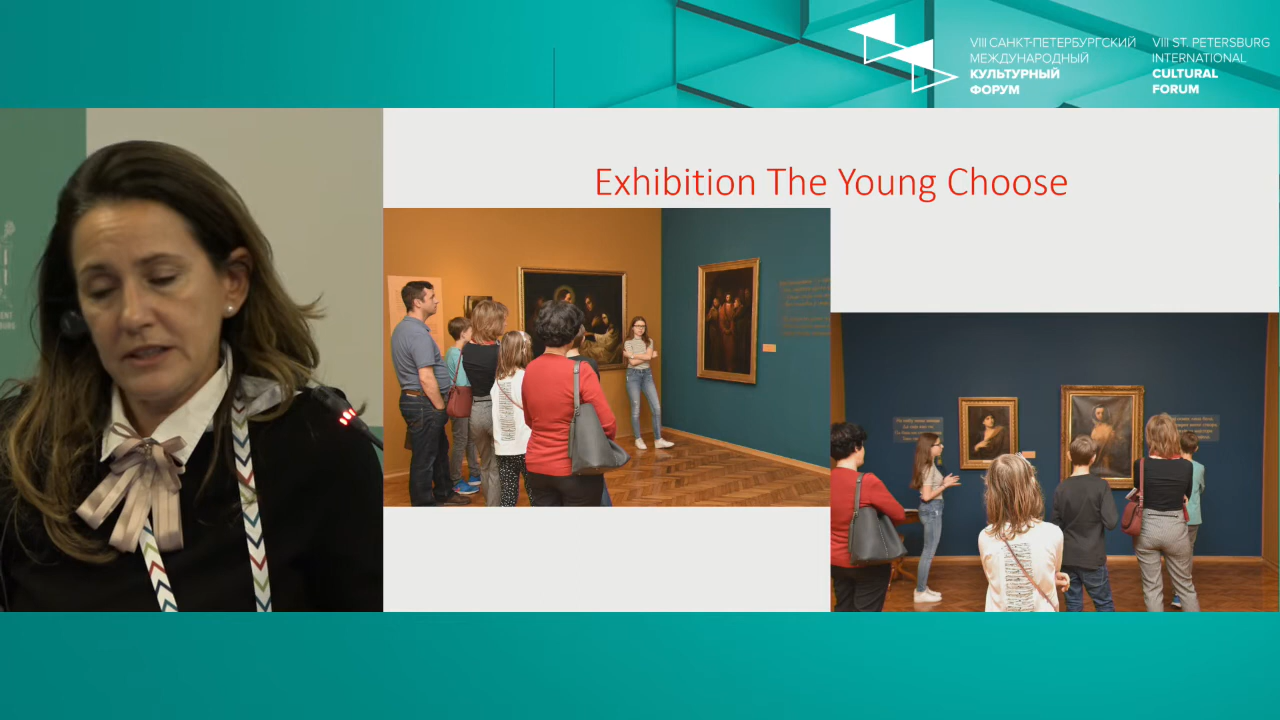 VIII САНКТ-ПЕТЕРБУРГСКИЙ
МЕЖДУНАРОДНЫЙ
КУЛЬТУРНЫЙ
ФОРУМ
VIII ST. PETERSBURG
INTERNATIONAL
CULTURAL
FORUM
Exhibition The Young Choose